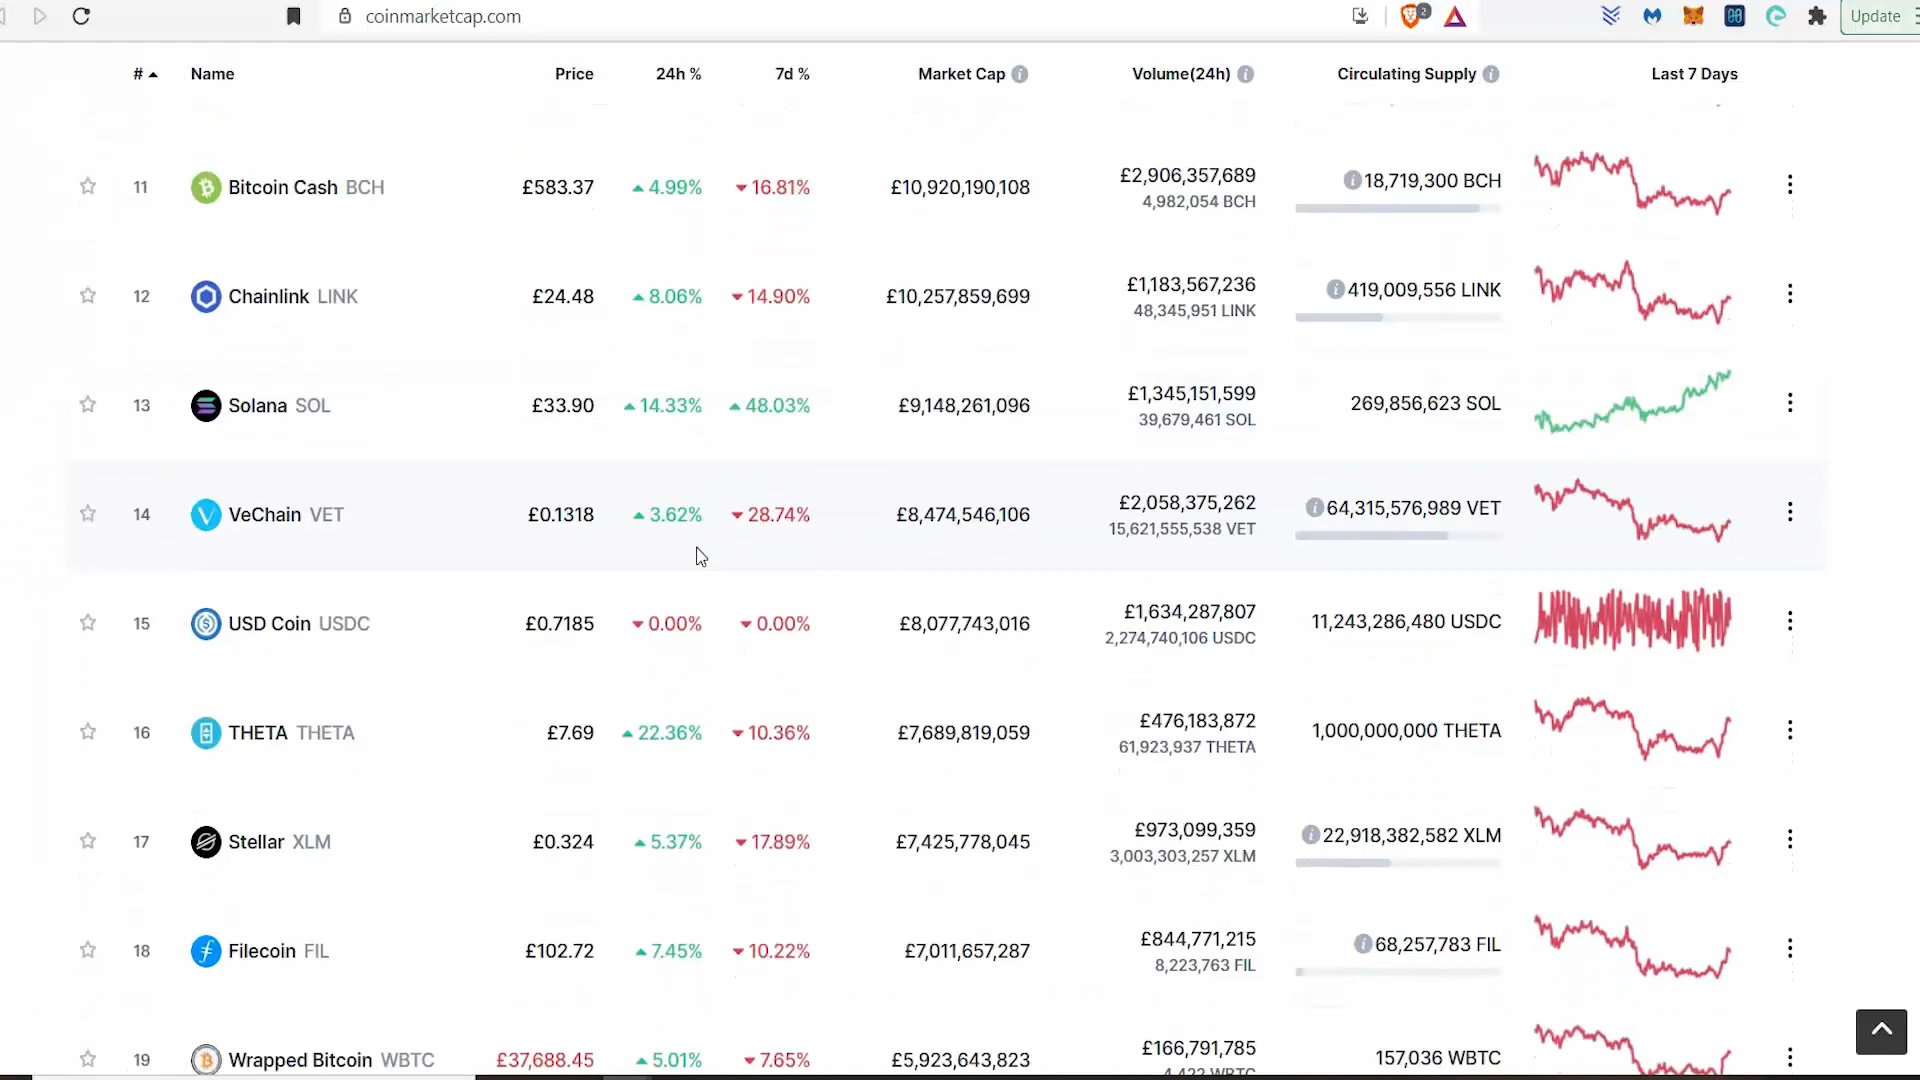 coinmarketcap.com
2
Update
# Name Price 24h % 7d % Market Cap Volume(24h) Circulating Supply Last 7 Days
11 Bitcoin Cash BCH £583.37 4.99% 16.81% £10,920,190,108 £2,906,357,689 18,719,300 BCH
4,982,054 BCH
12 Chainlink LINK £24.48 8.06% 14.90% £10,257,859,699 £1,183,567,236 419,009,556 LINK
48,345,951 LINK
13 Solana SOL £33.90 14.33% 48.03% £9,148,261,096 £1,345,151,599 269,856,623 SOL
39,679,461 SOL
14 VeChain VET £0.1318 3.62% 28.74% £8,474,546,106 £2,058,375,262 64,315,576,989 VET
15,621,555,538 VET
15 USD Coin USDC £0.7185 0.00% 0.00% £8,077,743,016 £1,634,287,807 11,243,286,480 USDC
2,274,740,106 USDC
16 THETA THETA £7.69 22.36% 10.36% £7,689,819,059 £476,183,872 1,000,000,000 THETA
61,923,937 THETA
17 Stellar XLM £0.324 5.37% 17.89% £7,425,778,045 £973,099,359 22,918,382,582 XLM
3,003,303,257 XLM
18 Filecoin FIL £102.72 7.45% 10.22% £7,011,657,287 £844,771,215 68,257,783 FIL
8,223,763 FIL
19 Wrapped Bitcoin WBTC £37,688.45 5.01% 7.65% £5,923,643,823 £166,791,785 157,036 WBTC
4,422 WBTC